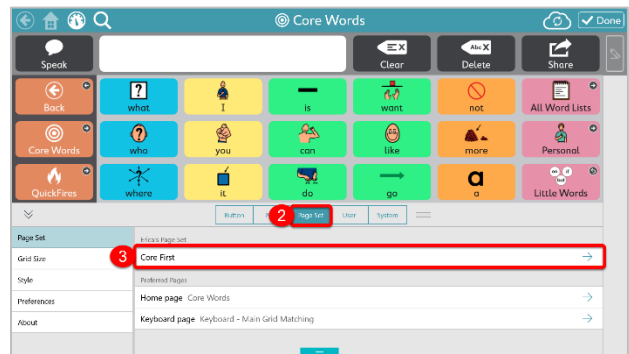 Core Words
Done
Speak
Clear
Abc X
Delete
Share
Back
?
what
I
is
want
not
All Word Lists
Core Words
?
who
you
can
like
more
Personal
QuickFires
where
it
do
go
a
a
Little Words
Button
2
Page Set
User
System
Page Set
Erica's Page Set
Grid Size
3
Core First
Style
Preferred Pages
Preferences
Home page Core Words
About
Keyboard page Keyboard - Main Grid Matching